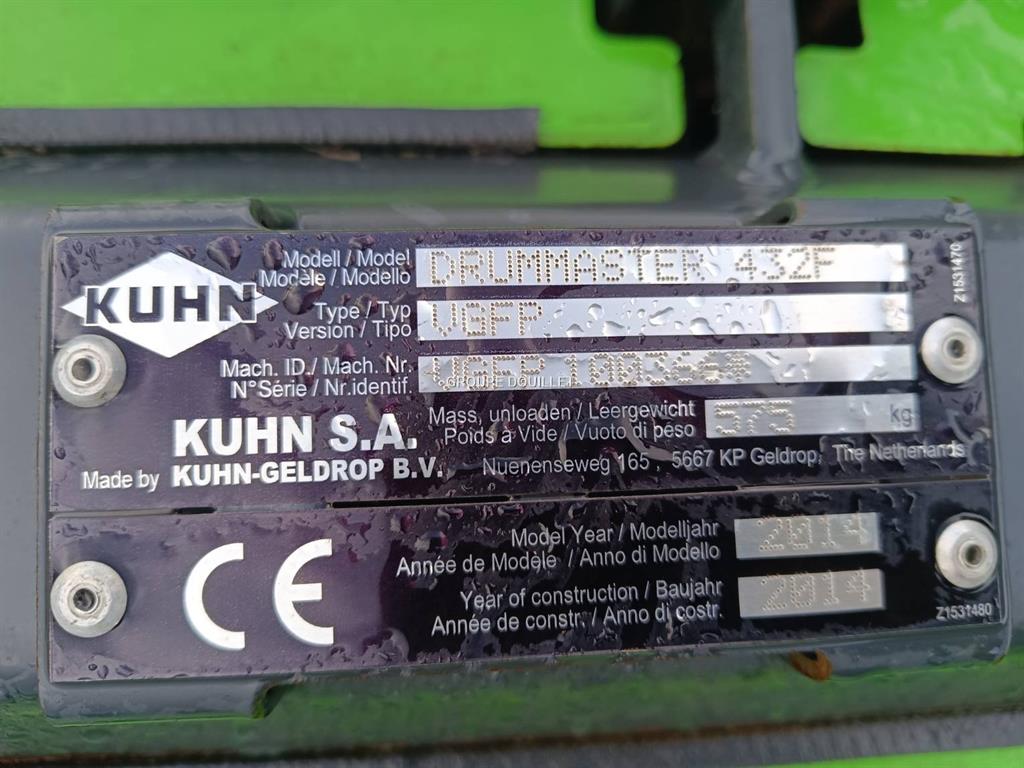 KUHN
Modell / Model
Modèle / Modello
DRUMMASTER 432F
Type / Typ
Version / Tipo
VGFP
Mach. ID./ Mach. Nr.
N°Série / Nr.identif.
GROUPE DOUILLET
Mass, unloaden / Leergewicht
Poids à Vide / Vuoto di peso
575 kg
KUHN S.A.
Made by KUHN-GELDROP B.V.
Nuenenseweg 165 , 5667 KP Geldrop, The Netherlands
Z1531470
CE
Model Year / Modelljahr
Année de Modèle / Anno di Modello
2014
Year of construction / Baujahr
Année de constr. / Anno di costr.
2014
Z1531480